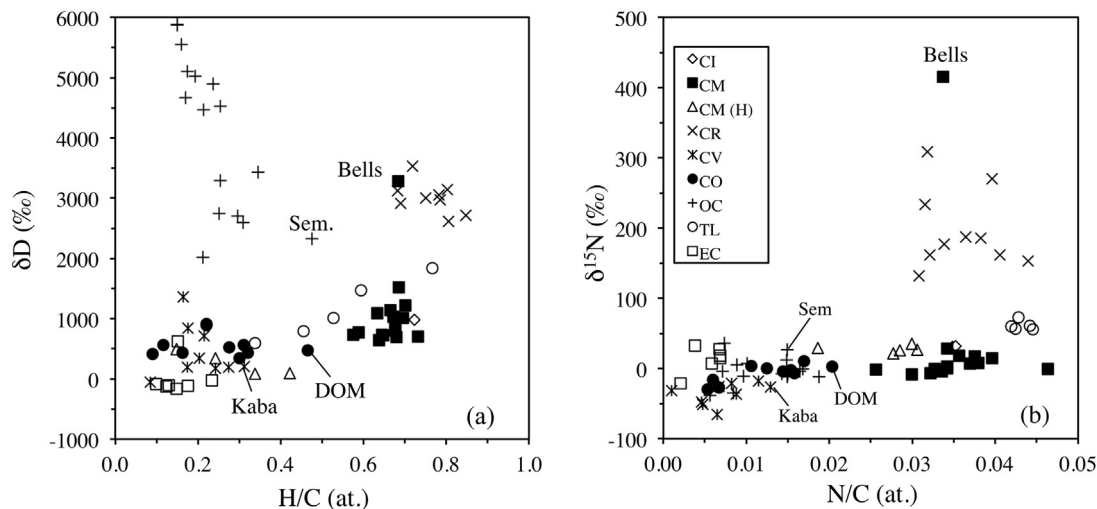 6000
5000
4000
3000
2000
1000
0
-1000
δD (‰)
0.0 0.2 0.4 0.6 0.8 1.0
H/C (at.)
Bells
Sem.
DOM
Kaba
(a)
500
400
300
200
100
0
-50
-100
δ¹⁵N (‰)
0.00 0.01 0.02 0.03 0.04 0.05
N/C (at.)
CI
CM
CM (H)
CR
CV
CO
OC
TL
EC
Bells
Sem
DOM
Kaba
(b)